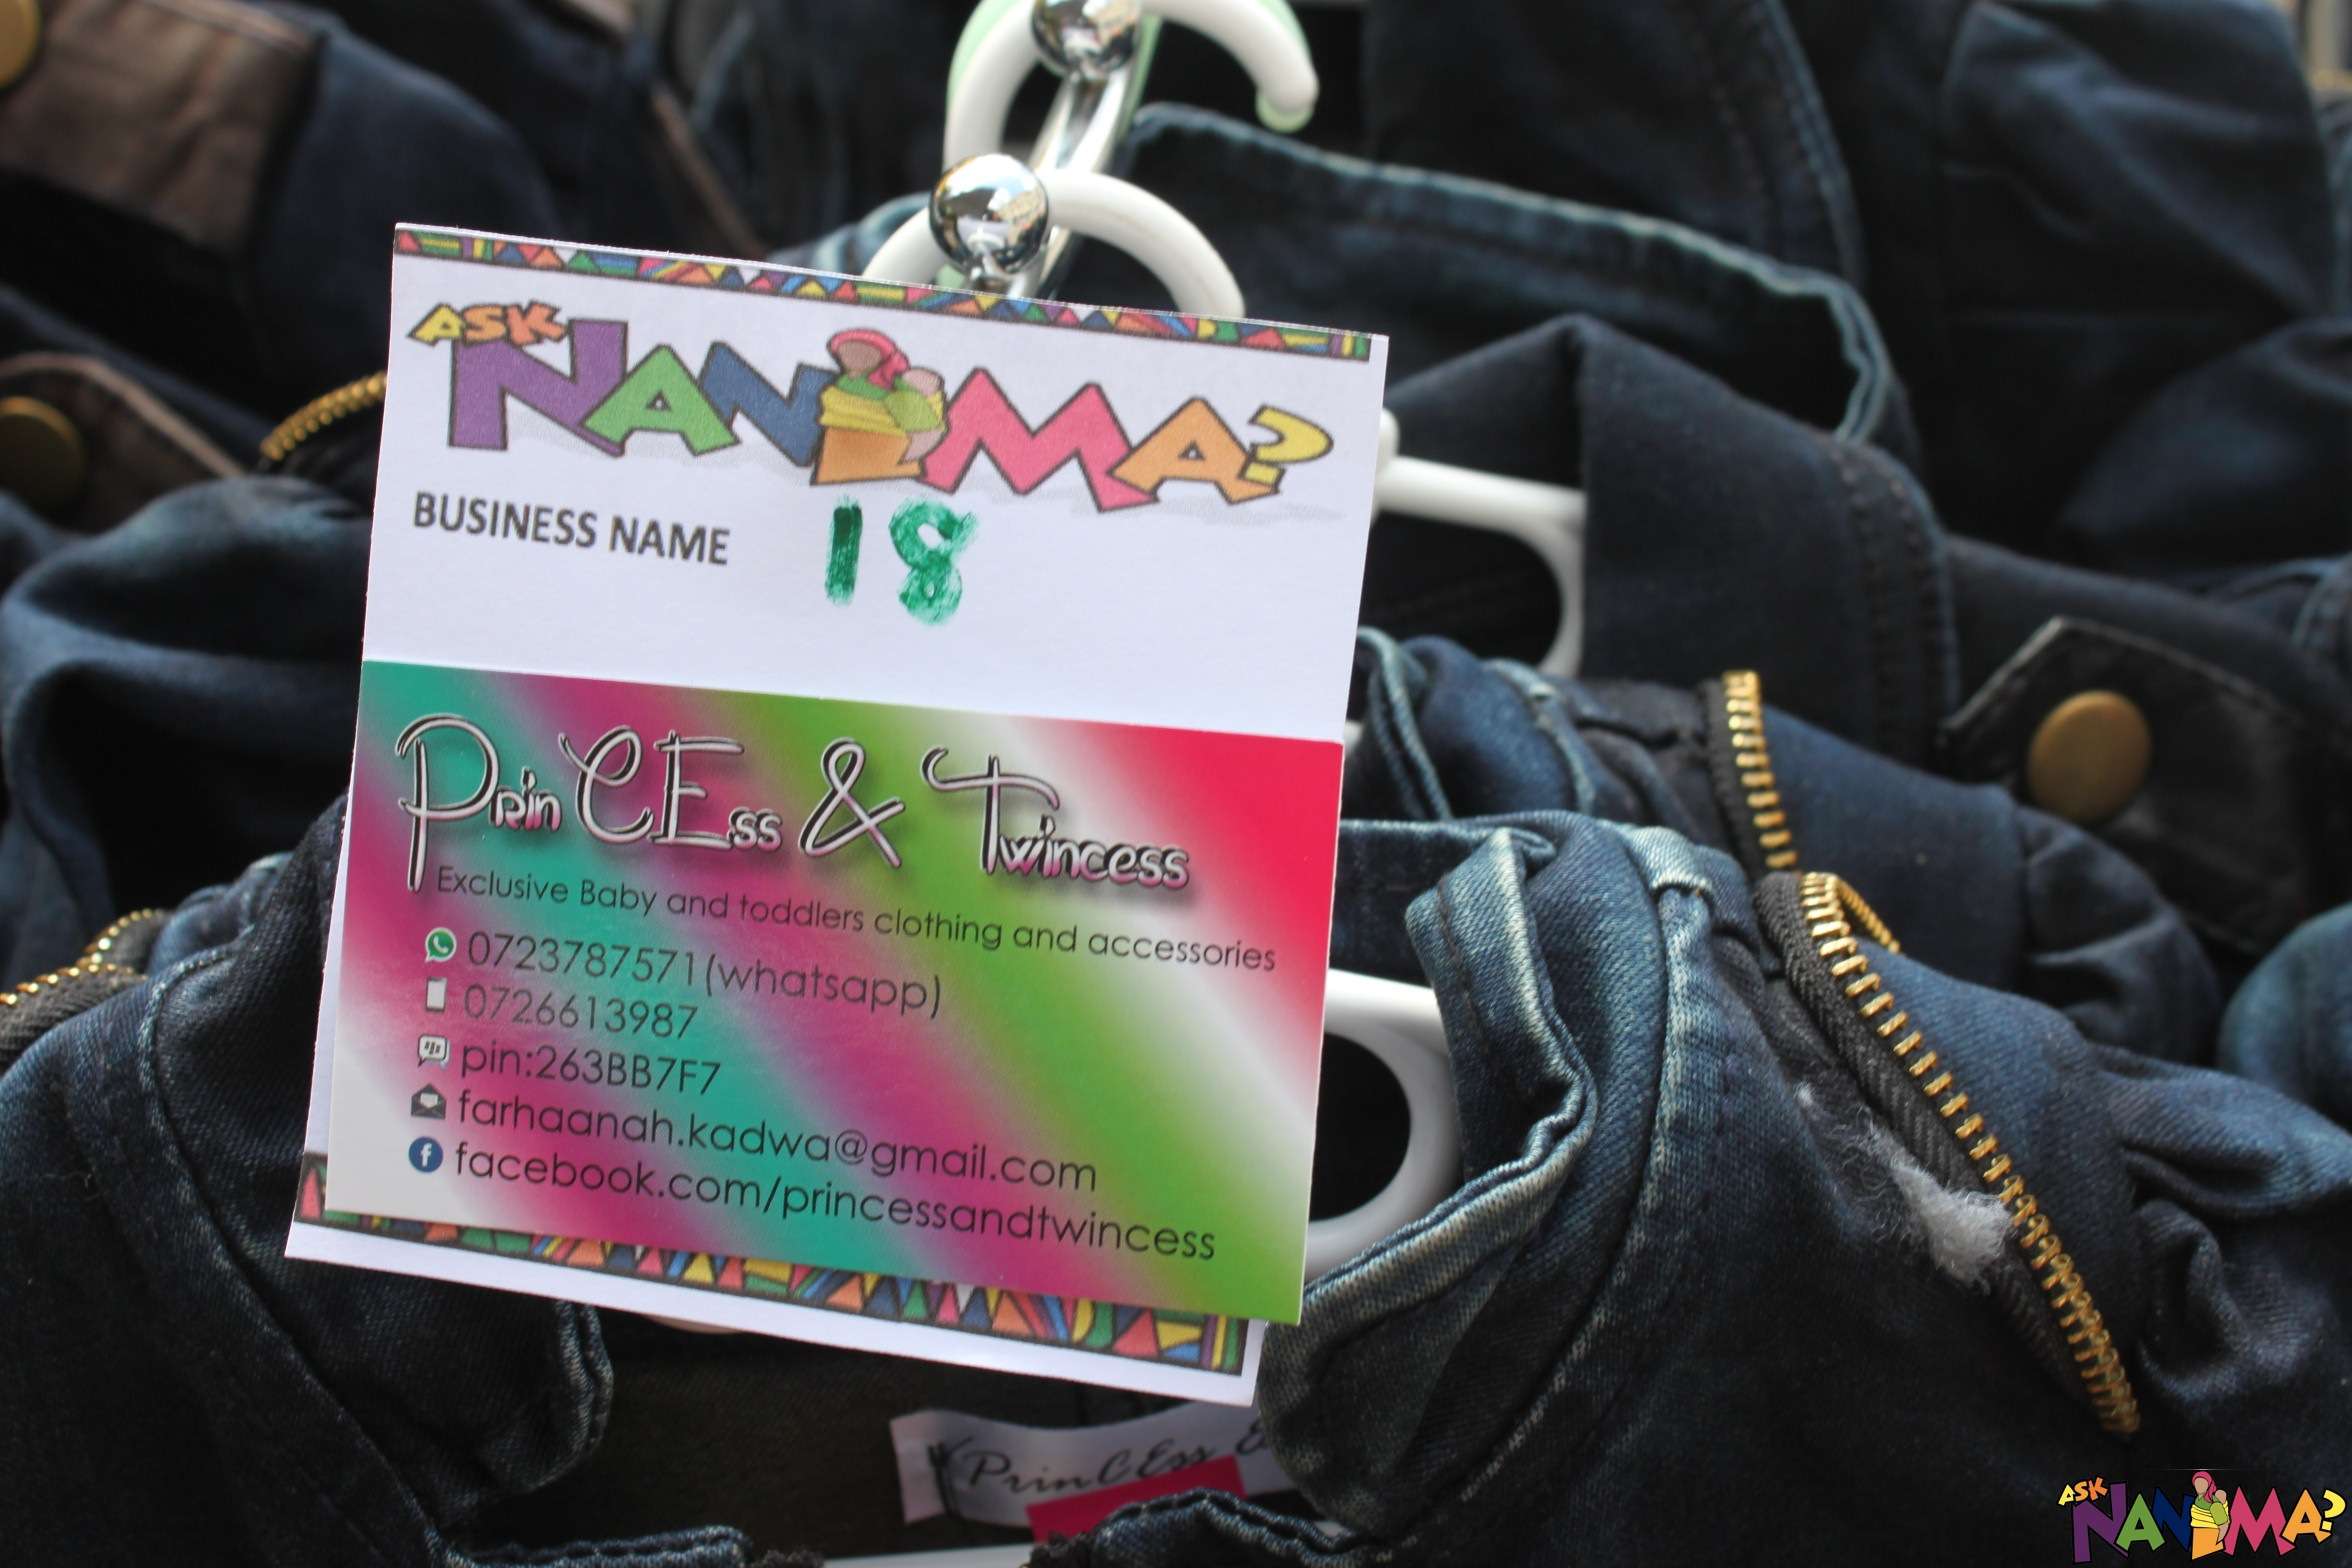 ASK
NANIMA?
BUSINESS NAME 18
PrinCEss & Twincess
Exclusive Baby and toddlers clothing and accessories
0723787571(whatsapp)
0726613987
pin:263BB7F7
farhaanah.kadwa@gmail.com
facebook.com/princessandtwincess
PrinCEss &
ASK
NANIMA?